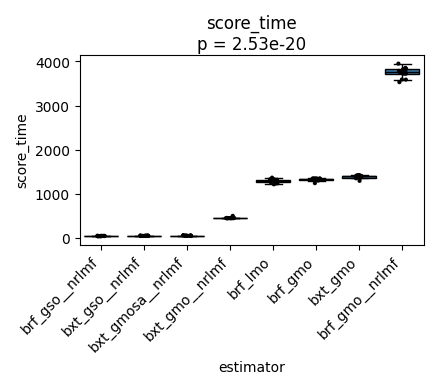 score_time
p = 2.53e-20
score_time
4000
3000
2000
1000
0
brf_gso__nrlmf
bxt_gso__nrlmf
bxt_gmosa__nrlmf
bxt_gmo__nrlmf
brf_lmo
brf_gmo
bxt_gmo
brf_gmo__nrlmf
estimator